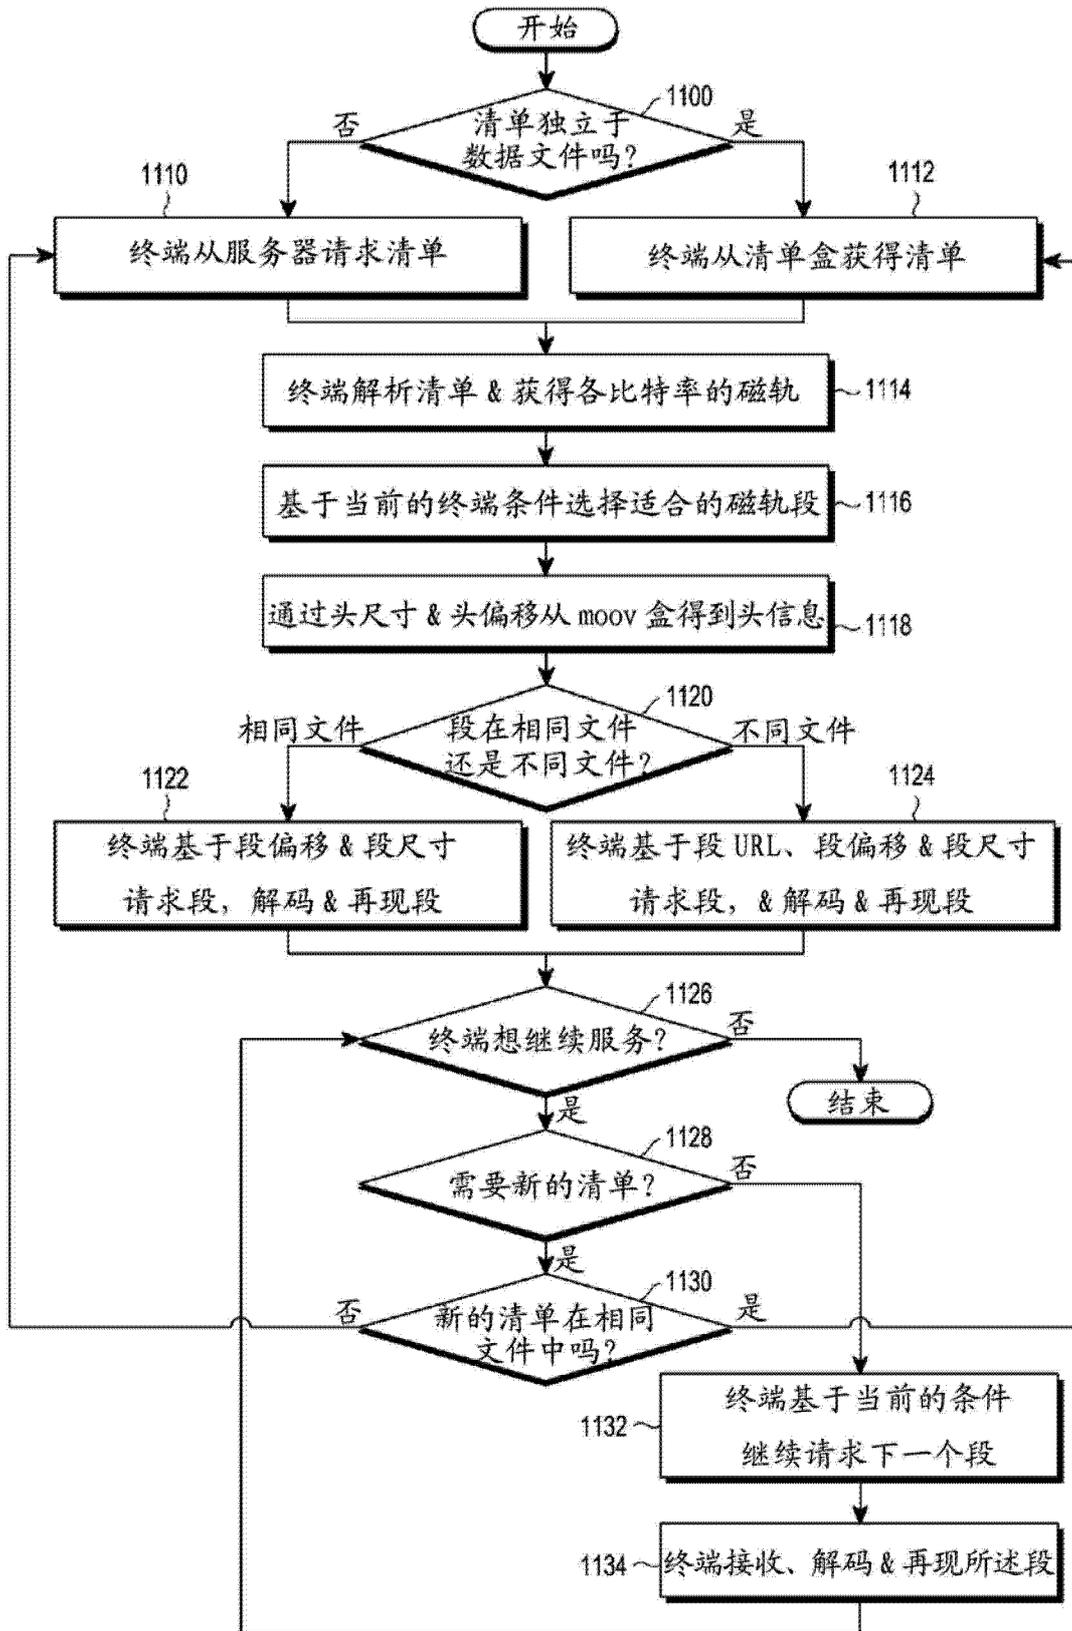 开始
1100
清单独立于
数据文件吗？
否
是
1110
1112
终端从服务器请求清单
终端从清单盒获得清单
终端解析清单&获得各比特率的磁轨
1114
基于当前的终端条件选择适合的磁轨段
1116
通过头尺寸&头偏移从 moov 盒得到头信息
1118
1120
段在相同文件
还是不同文件？
相同文件
不同文件
1122
1124
终端基于段偏移&段尺寸
请求段，解码&再现段
终端基于段 URL、段偏移&段尺寸
请求段，&解码&再现段
1126
终端想继续服务？
否
结束
是
1128
需要新的清单？
否
是
1130
新的清单在相同
文件中吗？
否
是
终端基于当前的条件
继续请求下一个段
1132
1134
终端接收、解码&再现所述段